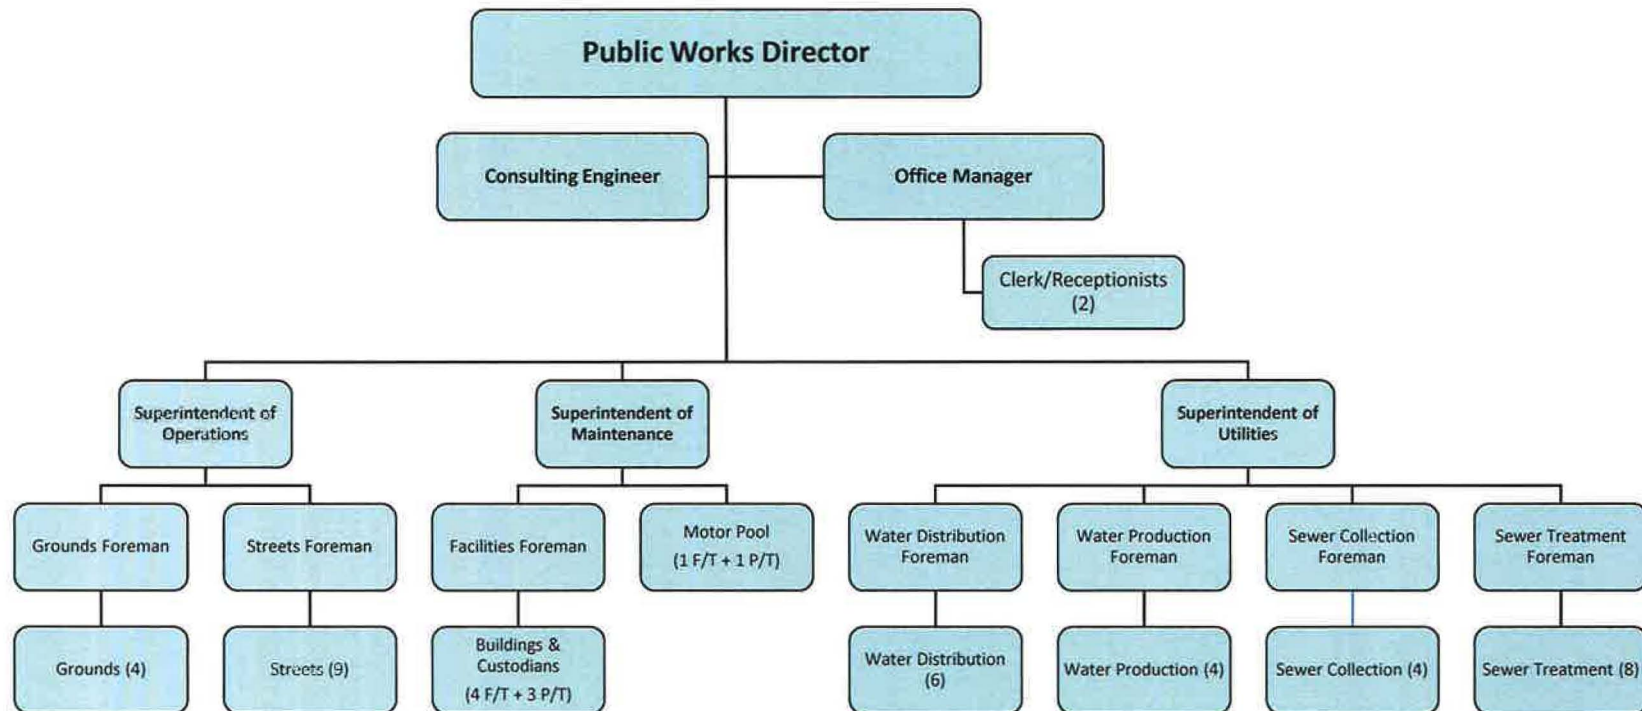 Public Works Director
Consulting Engineer
Office Manager
Clerk/Receptionists
(2)
Superintendent of
Operations
Superintendent of
Maintenance
Superintendent of
Utilities
Grounds Foreman
Streets Foreman
Facilities Foreman
Motor Pool
(1 F/T + 1 P/T)
Water Distribution
Foreman
Water Production
Foreman
Sewer Collection
Foreman
Sewer Treatment
Foreman
Grounds (4)
Streets (9)
Buildings &
Custodians
(4 F/T + 3 P/T)
Water Distribution
(6)
Water Production (4)
Sewer Collection (4)
Sewer Treatment (8)